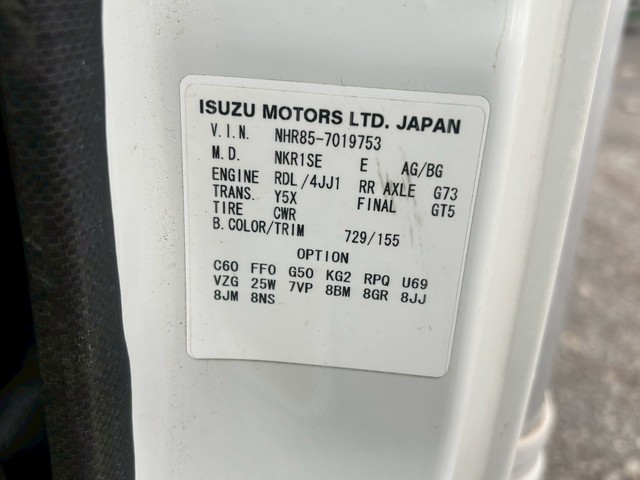 ISUZU MOTORS LTD. JAPAN
V.I.N. NHR85-7019753
M.D. NKR1SE E AG/BG
ENGINE RDL/4JJ1 RR AXLE G73
TRANS. Y5X FINAL GT5
TIRE CWR
B.COLOR/TRIM 729/155
OPTION
C60 FF0 G50 KG2 RPQ U69
VZG 25W 7VP 8BM 8GR 8JJ
8JM 8NS